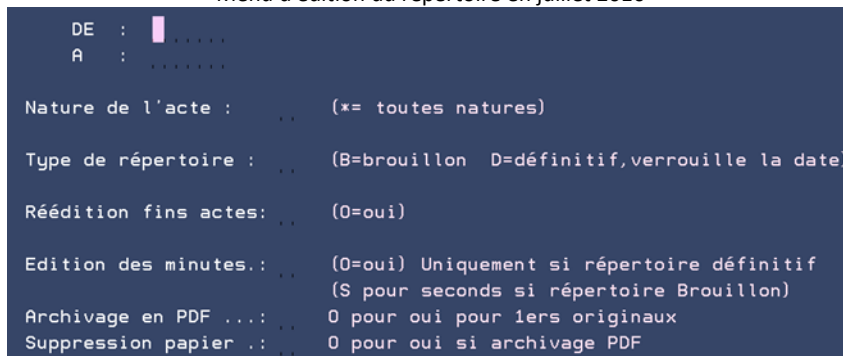 Menu d'édition du répertoire en juillet 2010
DE :
A :
Nature de l'acte : (*= toutes natures)
Type de répertoire : (B=brouillon D=définitif,verrouille la date)
Réédition fins actes: (O=oui)
Edition des minutes.: (O=oui) Uniquement si répertoire définitif
(S pour seconds si répertoire Brouillon)
Archivage en PDF ...: O pour oui pour 1ers originaux
Suppression papier .: O pour oui si archivage PDF